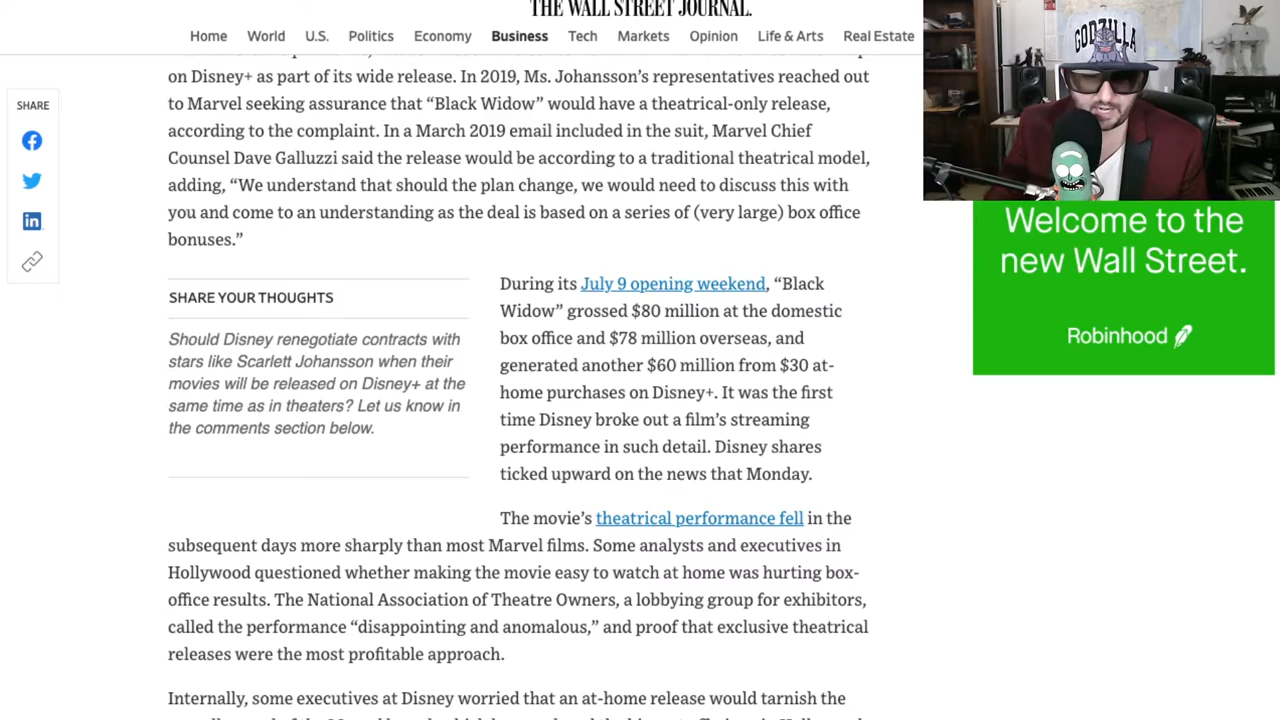 THE WALL STREET JOURNAL.
Home World U.S. Politics Economy Business Tech Markets Opinion Life & Arts Real Estate
on Disney+ as part of its wide release. In 2019, Ms. Johansson’s representatives reached out
to Marvel seeking assurance that “Black Widow” would have a theatrical-only release,
according to the complaint. In a March 2019 email included in the suit, Marvel Chief
Counsel Dave Galluzzi said the release would be according to a traditional theatrical model,
adding, “We understand that should the plan change, we would need to discuss this with
you and come to an understanding as the deal is based on a series of (very large) box office
bonuses.”
SHARE
SHARE YOUR THOUGHTS
Should Disney renegotiate contracts with
stars like Scarlett Johansson when their
movies will be released on Disney+ at the
same time as in theaters? Let us know in
the comments section below.
During its July 9 opening weekend, “Black
Widow” grossed $80 million at the domestic
box office and $78 million overseas, and
generated another $60 million from $30 at-
home purchases on Disney+. It was the first
time Disney broke out a film’s streaming
performance in such detail. Disney shares
ticked upward on the news that Monday.
The movie’s theatrical performance fell in the
subsequent days more sharply than most Marvel films. Some analysts and executives in
Hollywood questioned whether making the movie easy to watch at home was hurting box-
office results. The National Association of Theatre Owners, a lobbying group for exhibitors,
called the performance “disappointing and anomalous,” and proof that exclusive theatrical
releases were the most profitable approach.
Internally, some executives at Disney worried that an at-home release would tarnish the
GODZILLA
Welcome to the
new Wall Street.
Robinhood